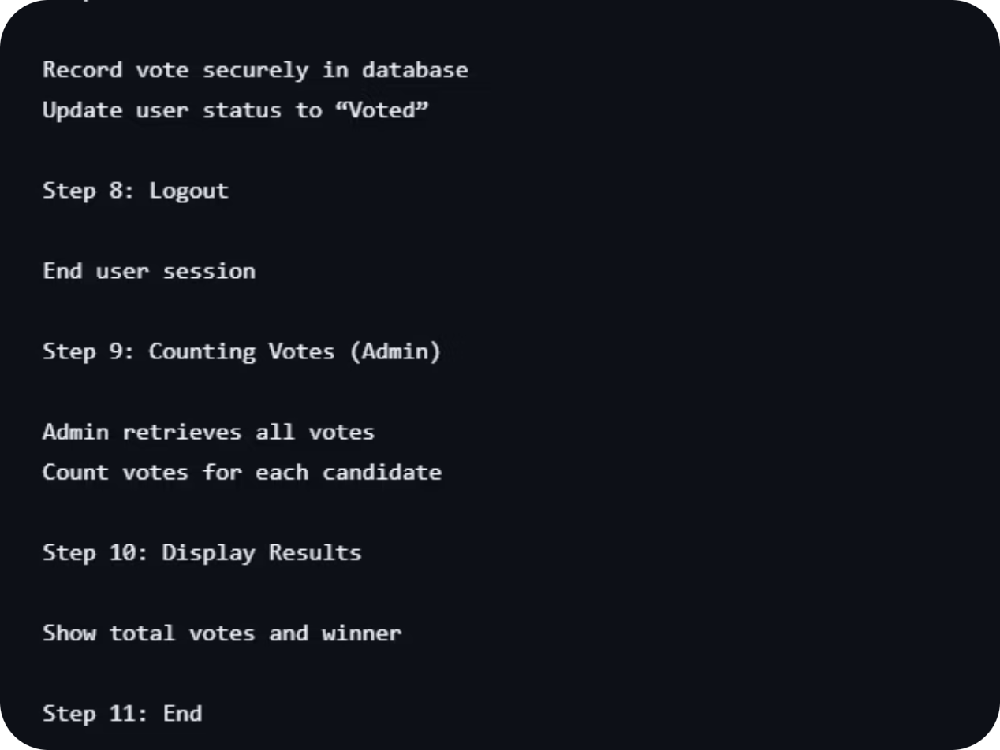 Record vote securely in database
Update user status to “Voted”
Step 8: Logout
End user session
Step 9: Counting Votes (Admin)
Admin retrieves all votes
Count votes for each candidate
Step 10: Display Results
Show total votes and winner
Step 11: End